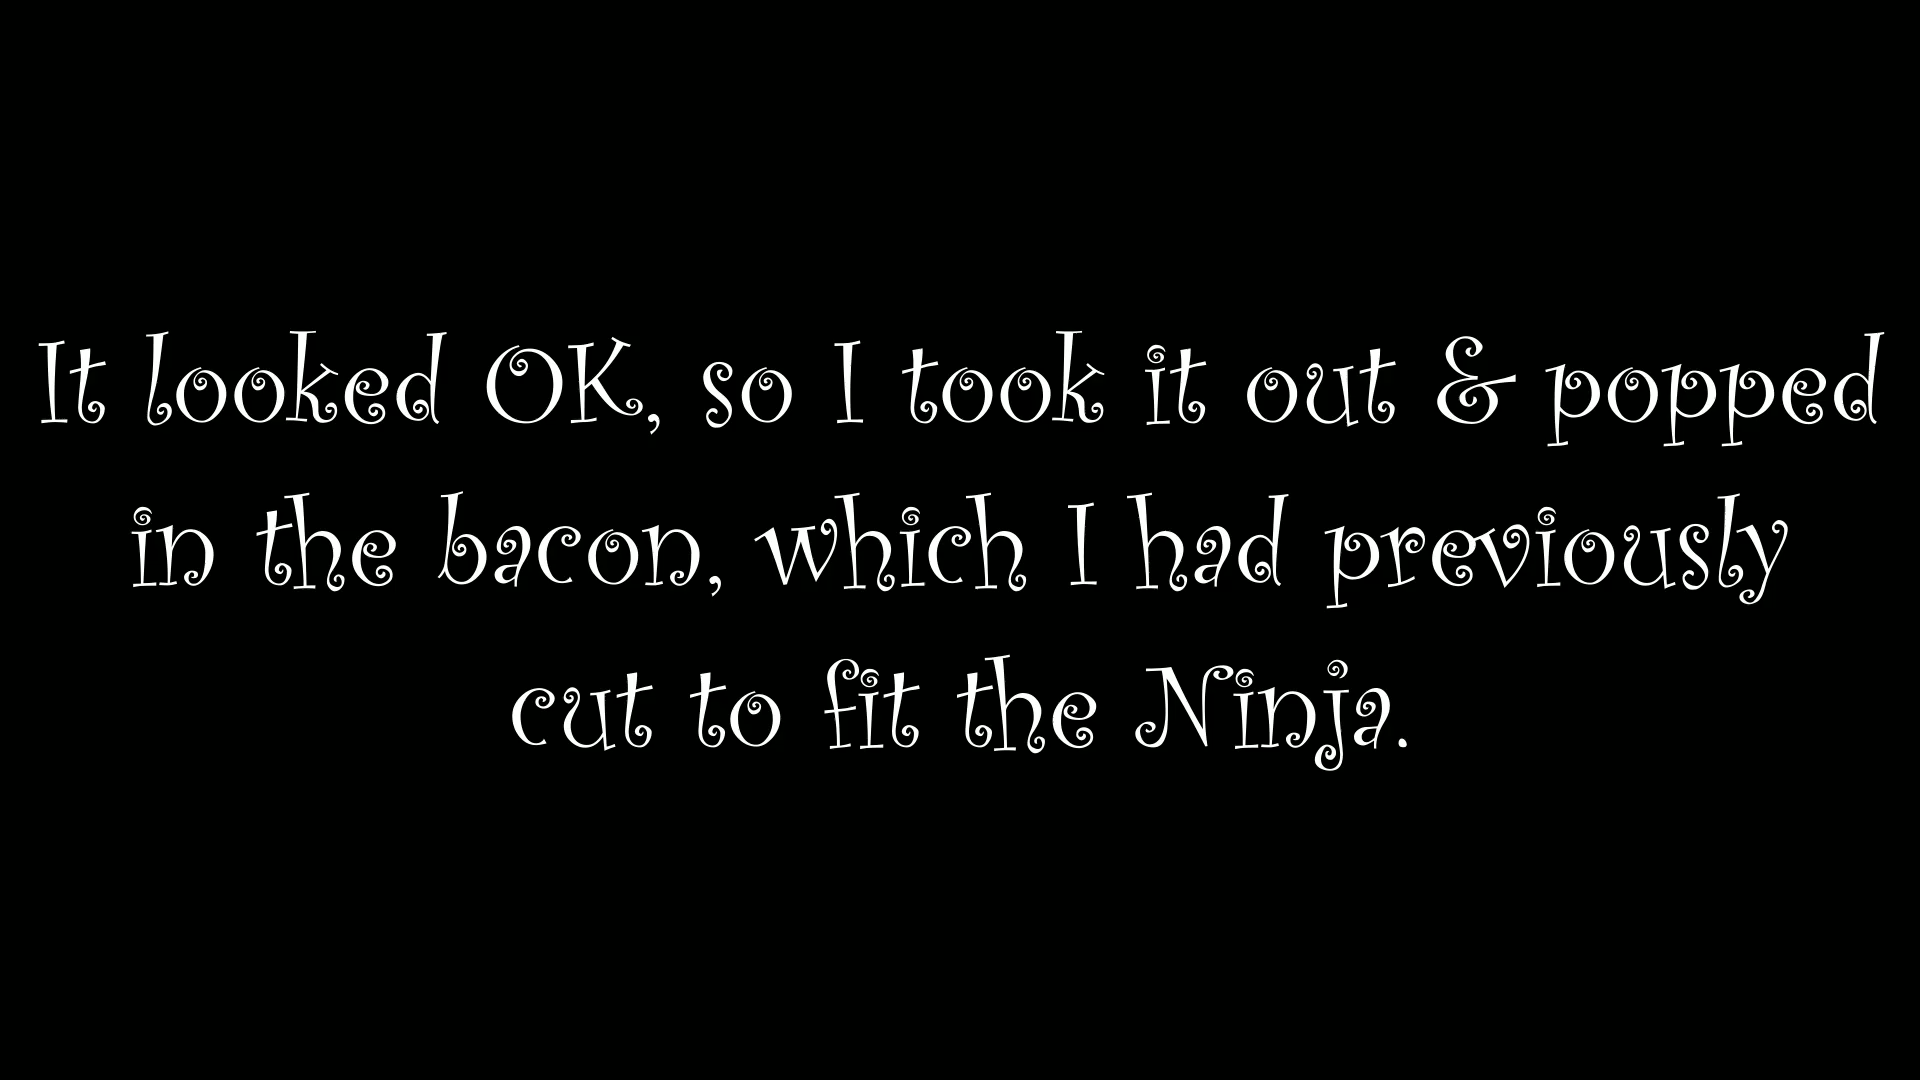 It looked OK, so I took it out & popped
in the bacon, which I had previously
cut to fit the Ninja.